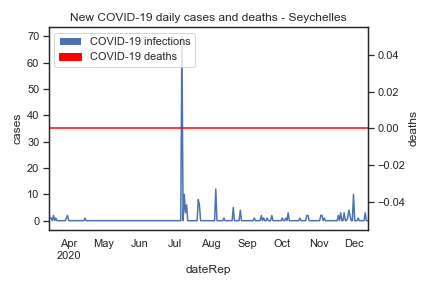 New COVID-19 daily cases and deaths - Seychelles
COVID-19 infections
COVID-19 deaths
70
60
50
40
30
20
10
0
cases
0.04
0.02
0.00
−0.02
−0.04
deaths
Apr May Jun Jul Aug Sep Oct Nov Dec
2020
dateRep